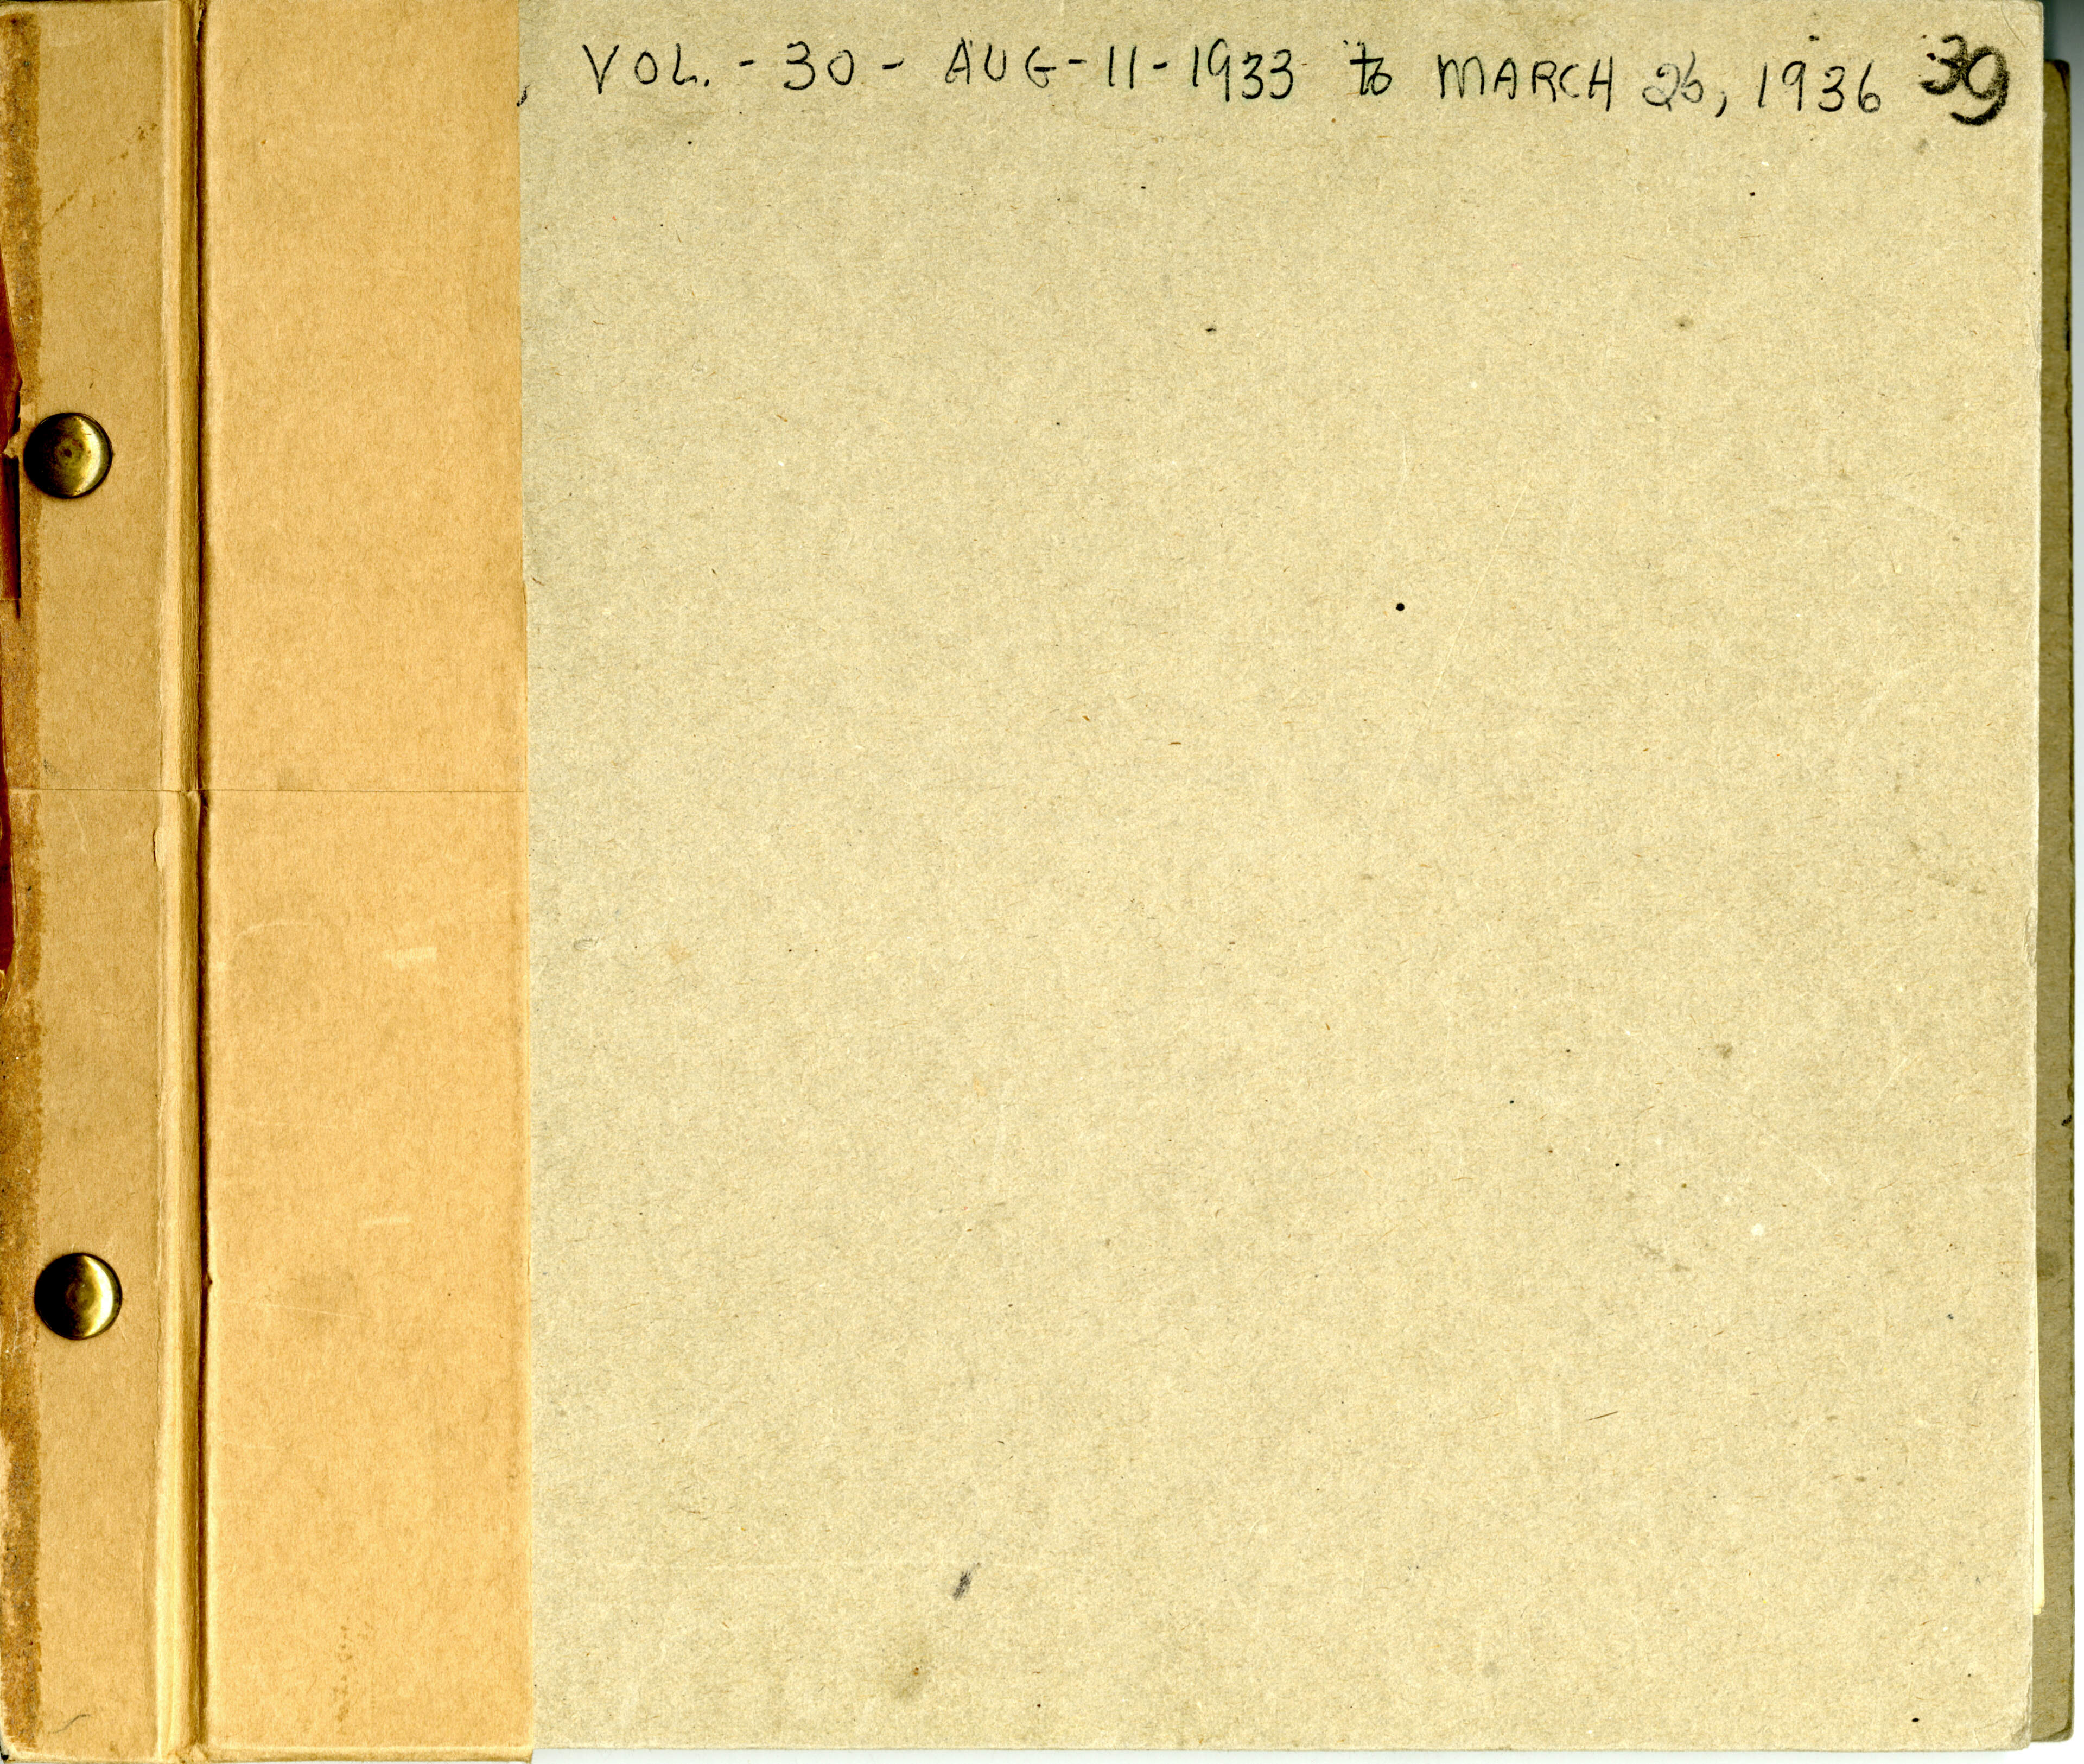 VOL. - 30 - AUG - 11 - 1933 to MARCH 26, 1936 39